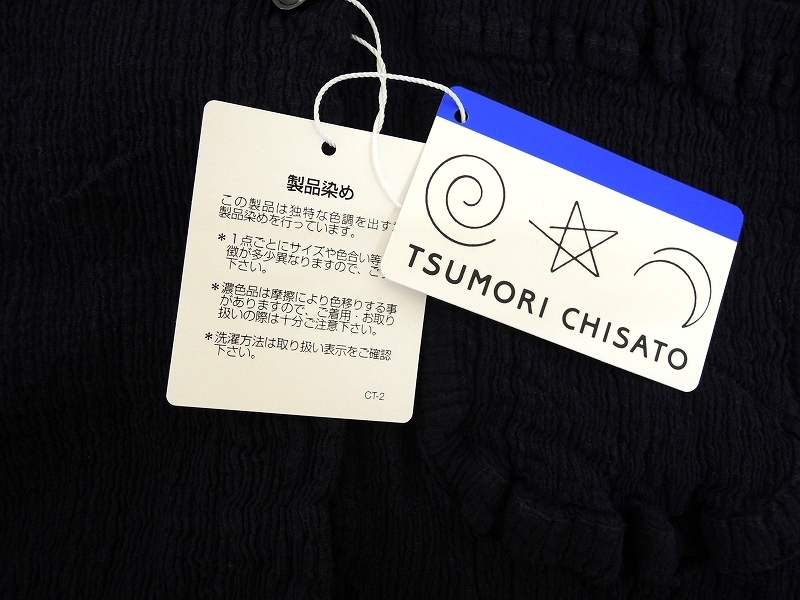 製品染め
この製品は独特な色調を出す
製品染めを行っています。
＊1点ごとにサイズや色合い等
徴が多少異なりますので、ご
下さい。
＊濃色品は摩擦により色移りする事
がありますので、ご着用・お取り
扱いの際は十分ご注意下さい。
＊洗濯方法は取り扱い表示をご確認
下さい。
CT-2
TSUMORI CHISATO